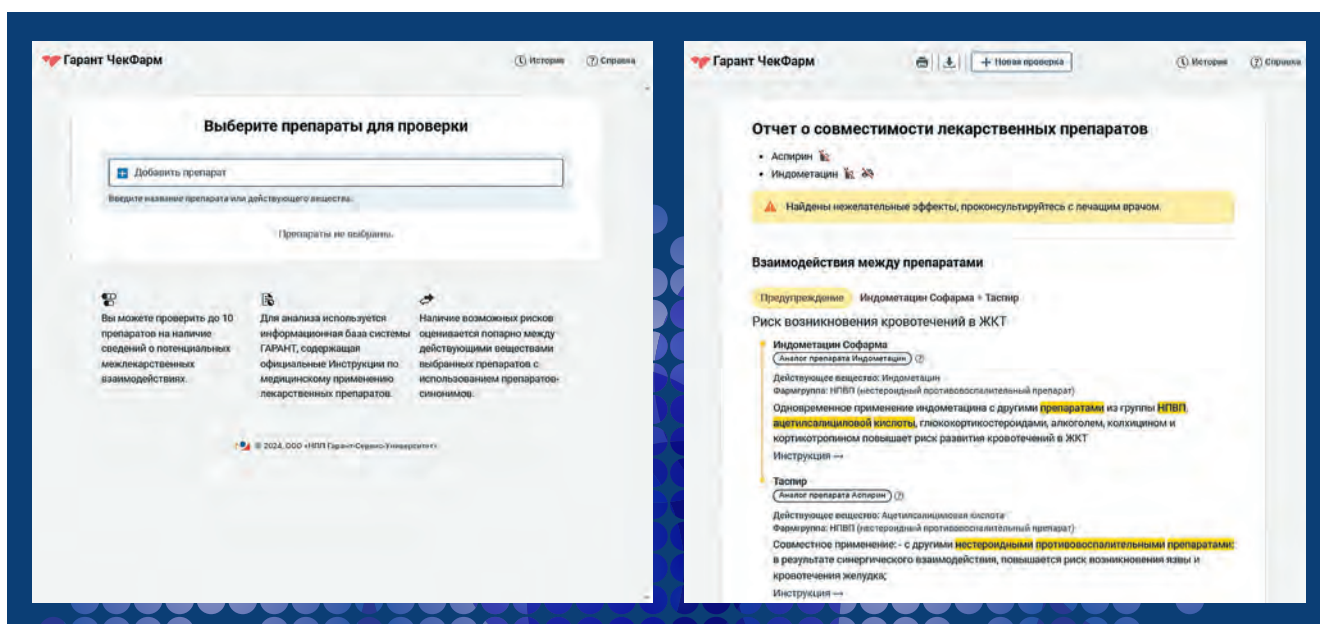 Гарант ЧекФарм
История
Справка
Выберите препараты для проверки
Добавить препарат
Введите название препарата или действующего вещества.
Препараты не выбраны.
Вы можете проверить до 10
препаратов на наличие
сведений о потенциальных
межлекарственных
взаимодействиях.
Для анализа используется
информационная база системы
ГАРАНТ, содержащая
официальные Инструкции по
медицинскому применению
лекарственных препаратов.
Наличие возможных рисков
оценивается попарно между
действующими веществами
выбранных препаратов с
использованием препаратов-
синонимов.
© 2024, ООО «НПП Гарант-Сервис-Университет»
Гарант ЧекФарм
+ Новая проверка
История
Справка
Отчет о совместимости лекарственных препаратов
• Аспирин
• Индометацин
Найдены нежелательные эффекты, проконсультируйтесь с лечащим врачом.
Взаимодействия между препаратами
Предупреждение Индометацин Софарма + Таспир
Риск возникновения кровотечений в ЖКТ
Индометацин Софарма
Аналог препарата Индометацин
Действующее вещество: Индометацин
Фармгруппа: НПВП (нестероидный противовоспалительный препарат)
Одновременное применение индометацина с другими препаратами из группы НПВП,
ацетилсалициловой кислоты, глюкокортикостероидами, алкоголем, колхицином и
кортикотропином повышает риск развития кровотечений в ЖКТ
Инструкция →
Таспир
Аналог препарата Аспирин
Действующее вещество: Ацетилсалициловая кислота
Фармгруппа: НПВП (нестероидный противовоспалительный препарат)
Совместное применение: - с другими нестероидными противовоспалительными препаратами:
в результате синергического взаимодействия, повышается риск возникновения язвы и
кровотечения желудка;
Инструкция →